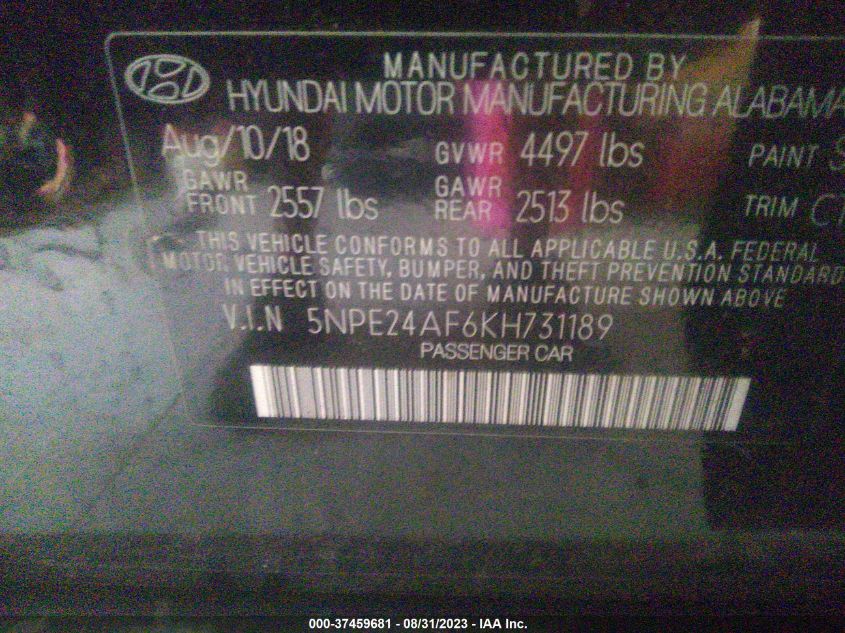 MANUFACTURED BY
HYUNDAI MOTOR MANUFACTURING ALABAMA
Aug/10/18 GVWR 4497 lbs PAINT S
GAWR FRONT 2557 lbs GAWR REAR 2513 lbs TRIM
THIS VEHICLE CONFORMS TO ALL APPLICABLE U.S.A. FEDERAL
MOTOR VEHICLE SAFETY, BUMPER, AND THEFT PREVENTION STANDARD
IN EFFECT ON THE DATE OF MANUFACTURE SHOWN ABOVE
V.I.N 5NPE24AF6KH731189
PASSENGER CAR
000-37459681 - 08/31/2023 - IAA Inc.